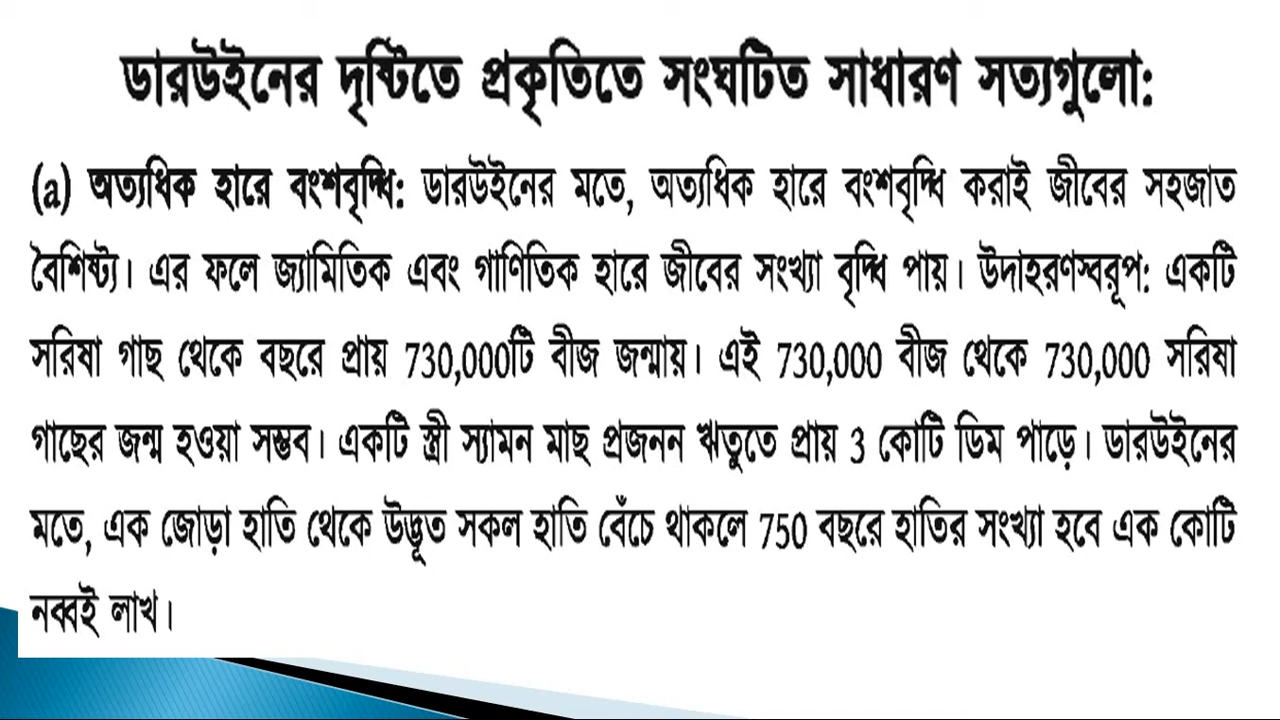 ডারউইনের দৃষ্টিতে প্রকৃতিতে সংঘটিত সাধারণ সত্যগুলো:
(a) অত্যধিক হারে বংশবৃদ্ধি: ডারউইনের মতে, অত্যধিক হারে বংশবৃদ্ধি করাই জীবের সহজাত
বৈশিষ্ট্য। এর ফলে জ্যামিতিক এবং গাণিতিক হারে জীবের সংখ্যা বৃদ্ধি পায়। উদাহরণস্বরূপ: একটি
সরিষা গাছ থেকে বছরে প্রায় 730,000টি বীজ জন্মায়। এই 730,000 বীজ থেকে 730,000 সরিষা
গাছের জন্ম হওয়া সম্ভব। একটি স্ত্রী স্যামন মাছ প্রজনন ঋতুতে প্রায় 3 কোটি ডিম পাড়ে। ডারউইনের
মতে, এক জোড়া হাতি থেকে উদ্ভূত সকল হাতি বেঁচে থাকলে 750 বছরে হাতির সংখ্যা হবে এক কোটি
নব্বই লাখ।